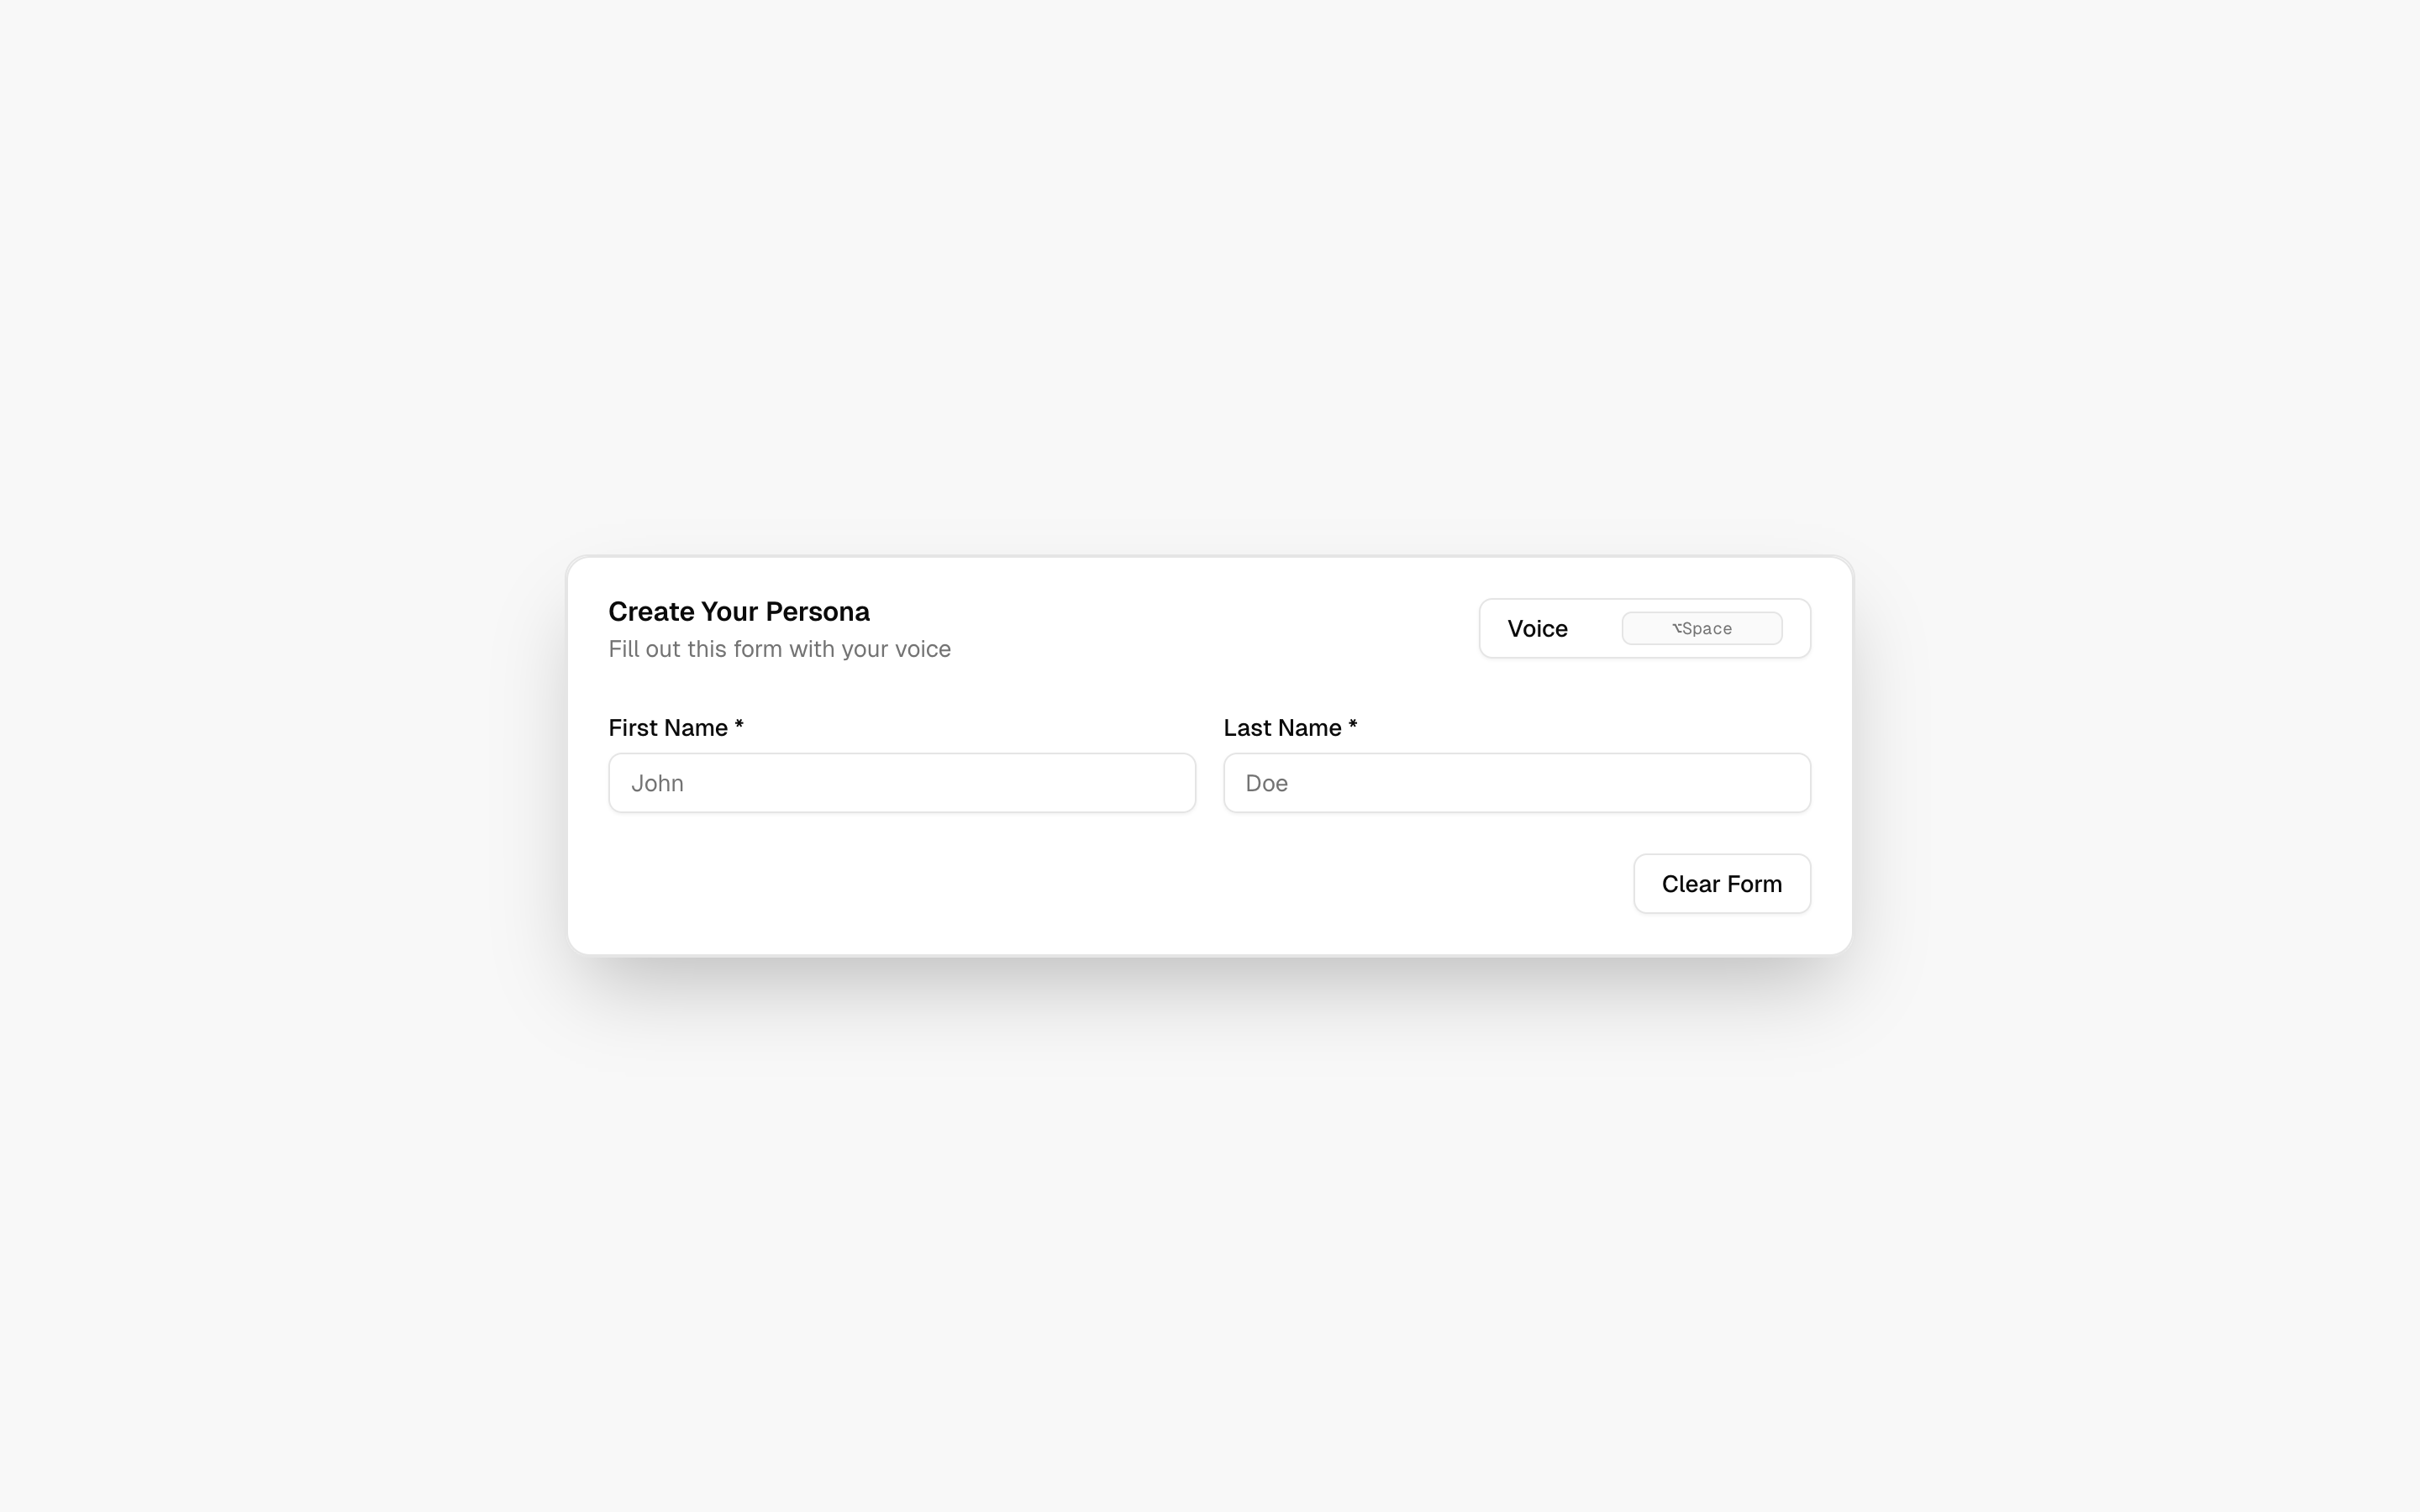 Create Your Persona
Fill out this form with your voice
Voice ⌥Space
First Name *
Last Name *
John
Doe
Clear Form